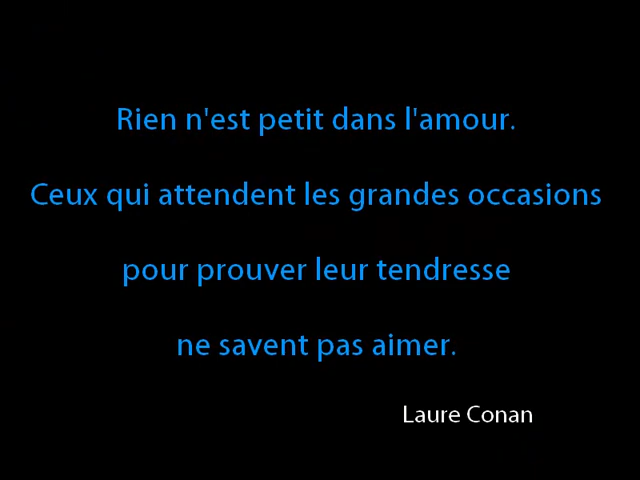 Rien n'est petit dans l'amour.
Ceux qui attendent les grandes occasions
pour prouver leur tendresse
ne savent pas aimer.
Laure Conan